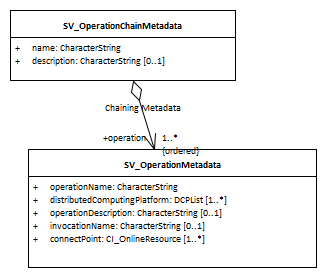 SV_OperationChainMetadata
+ name: CharacterString
+ description: CharacterString [0..1]
Chaining Metadata
+operation 1..*
{ordered}
SV_OperationMetadata
+ operationName: CharacterString
+ distributedComputingPlatform: DCPList [1..*]
+ operationDescription: CharacterString [0..1]
+ invocationName: CharacterString [0..1]
+ connectPoint: CI_OnlineResource [1..*]